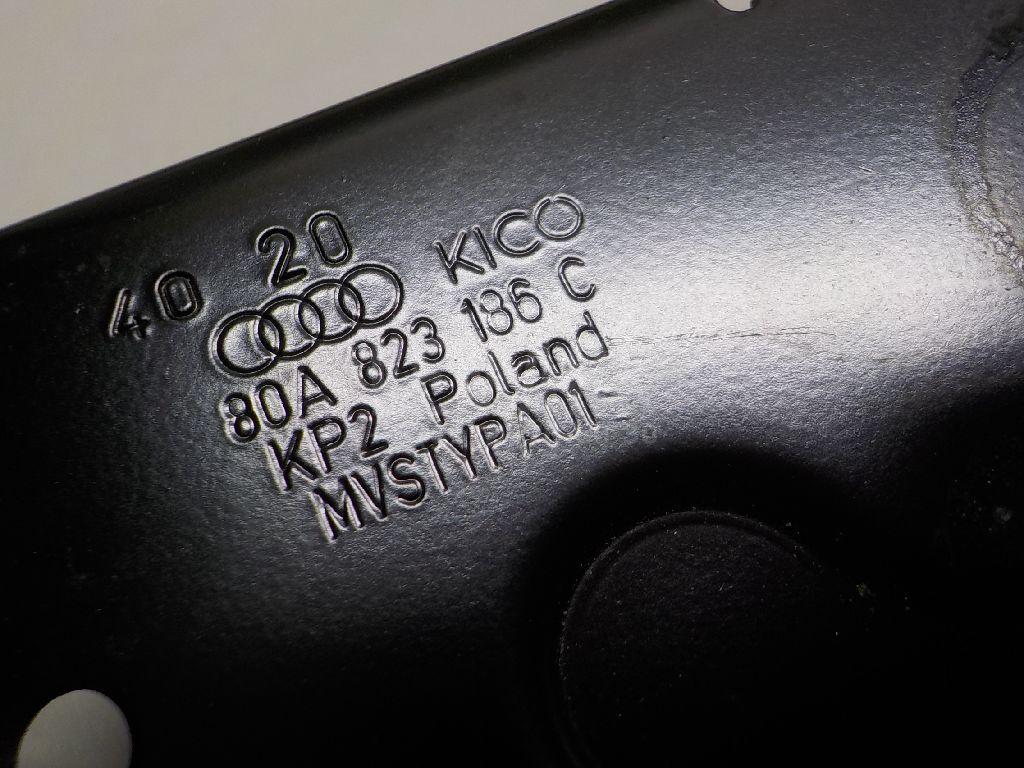 40 20
KICO
80A 823 186 C
KP2 Poland
MVSTYPA01